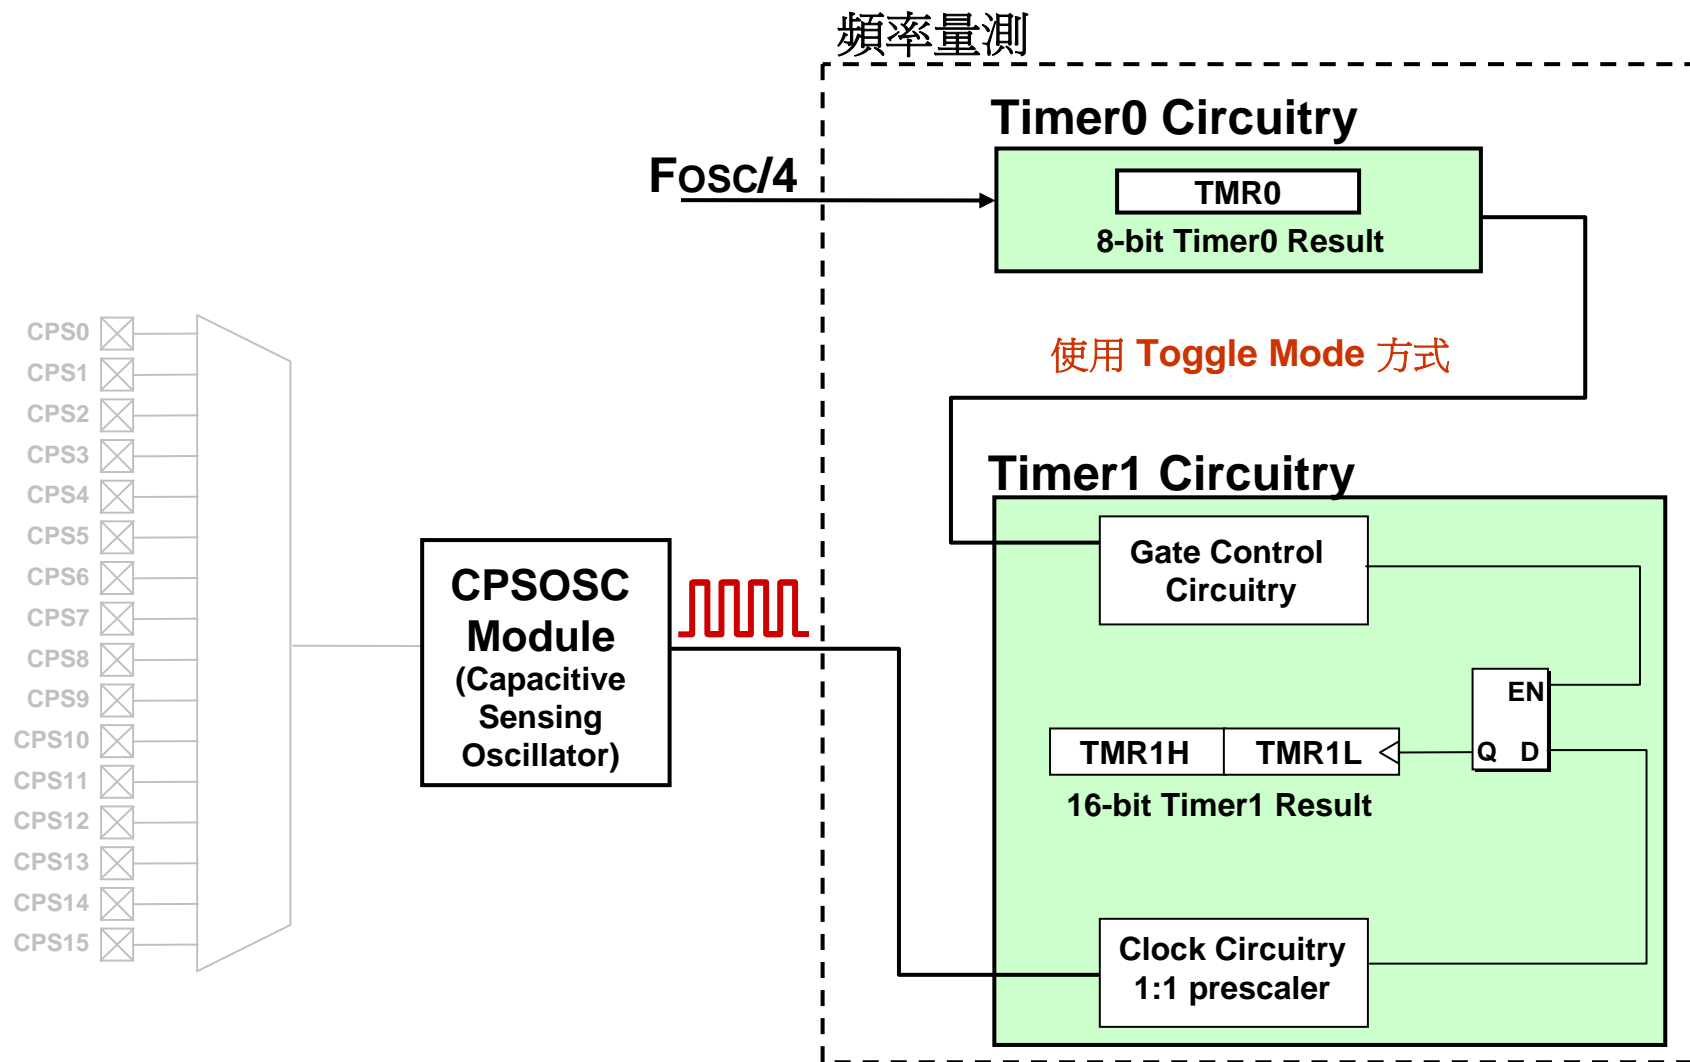 頻率量測
Timer0 Circuitry
FOSC/4
TMR0
8-bit Timer0 Result
使用 Toggle Mode 方式
CPS0
CPS1
CPS2
CPS3
CPS4
CPS5
CPS6
CPS7
CPS8
CPS9
CPS10
CPS11
CPS12
CPS13
CPS14
CPS15
CPSOSC
Module
(Capacitive
Sensing
Oscillator)
Timer1 Circuitry
Gate Control
Circuitry
EN
Q D
TMR1H TMR1L
16-bit Timer1 Result
Clock Circuitry
1:1 prescaler